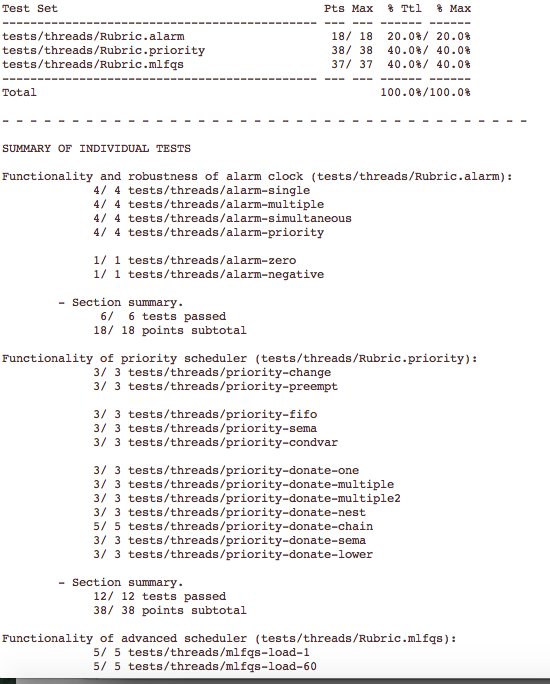 Test Set                                      Pts Max  % Ttl  % Max
--------------------------------------------- --- --- ------ ------
tests/threads/Rubric.alarm                     18/ 18  20.0%/ 20.0%
tests/threads/Rubric.priority                  38/ 38  40.0%/ 40.0%
tests/threads/Rubric.mlfqs                     37/ 37  40.0%/ 40.0%
--------------------------------------------- --- --- ------ ------
Total                                                 100.0%/100.0%
- - - - - - - - - - - - - - - - - - - - - - - - - - - - - - - - - - - - - -
SUMMARY OF INDIVIDUAL TESTS
Functionality and robustness of alarm clock (tests/threads/Rubric.alarm):
             4/ 4 tests/threads/alarm-single
             4/ 4 tests/threads/alarm-multiple
             4/ 4 tests/threads/alarm-simultaneous
             4/ 4 tests/threads/alarm-priority
             1/ 1 tests/threads/alarm-zero
             1/ 1 tests/threads/alarm-negative
        - Section summary.
              6/  6 tests passed
             18/ 18 points subtotal
Functionality of priority scheduler (tests/threads/Rubric.priority):
             3/ 3 tests/threads/priority-change
             3/ 3 tests/threads/priority-preempt
             3/ 3 tests/threads/priority-fifo
             3/ 3 tests/threads/priority-sema
             3/ 3 tests/threads/priority-condvar
             3/ 3 tests/threads/priority-donate-one
             3/ 3 tests/threads/priority-donate-multiple
             3/ 3 tests/threads/priority-donate-multiple2
             3/ 3 tests/threads/priority-donate-nest
             5/ 5 tests/threads/priority-donate-chain
             3/ 3 tests/threads/priority-donate-sema
             3/ 3 tests/threads/priority-donate-lower
        - Section summary.
             12/ 12 tests passed
             38/ 38 points subtotal
Functionality of advanced scheduler (tests/threads/Rubric.mlfqs):
             5/ 5 tests/threads/mlfqs-load-1
             5/ 5 tests/threads/mlfqs-load-60